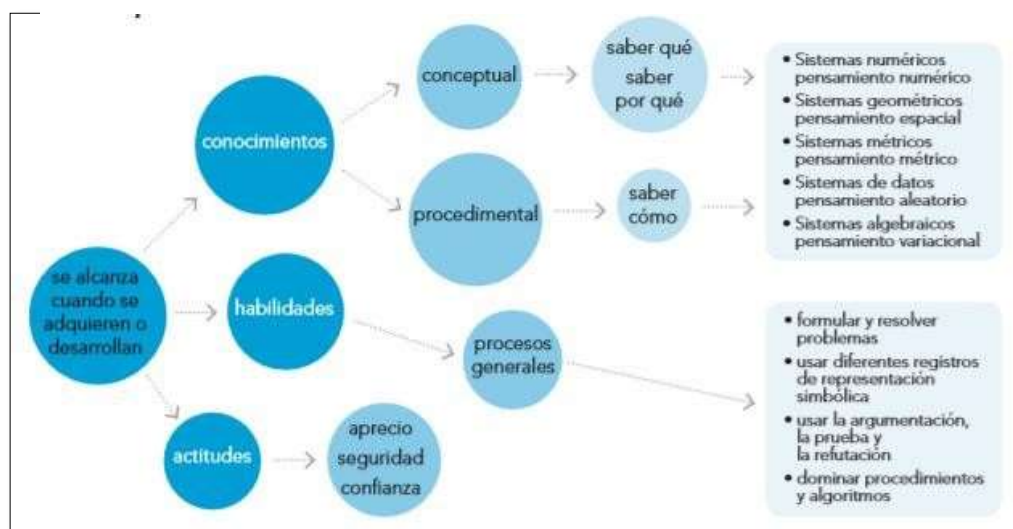 se alcanza
cuando se
adquieren o
desarrollan
conocimientos
conceptual
saber qué
saber
por qué
procedimental
saber
cómo
• Sistemas numéricos
pensamiento numérico
• Sistemas geométricos
pensamiento espacial
• Sistemas métricos
pensamiento métrico
• Sistemas de datos
pensamiento aleatorio
• Sistemas algebraicos
pensamiento variacional
habilidades
procesos
generales
• formular y resolver
problemas
• usar diferentes registros
de representación
simbólica
• usar la argumentación,
la prueba y
la refutación
• dominar procedimientos
y algoritmos
actitudes
aprecio
seguridad
confianza